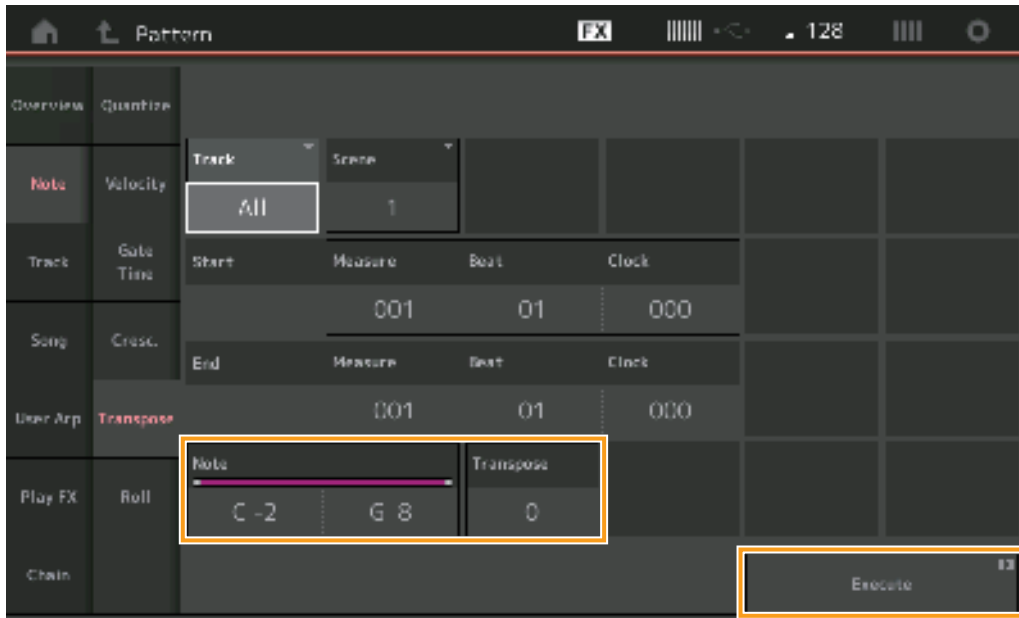 Pattern FX 128
Overview Quantize
Note Velocity Track Scene
All 1
Track Gate Time Start Measure Beat Clock
001 01 000
Song Cresc. End Measure Beat Clock
User Arp Transpose 001 01 000
Note Transpose
Play FX Roll C -2 G 8 0
Chain Execute